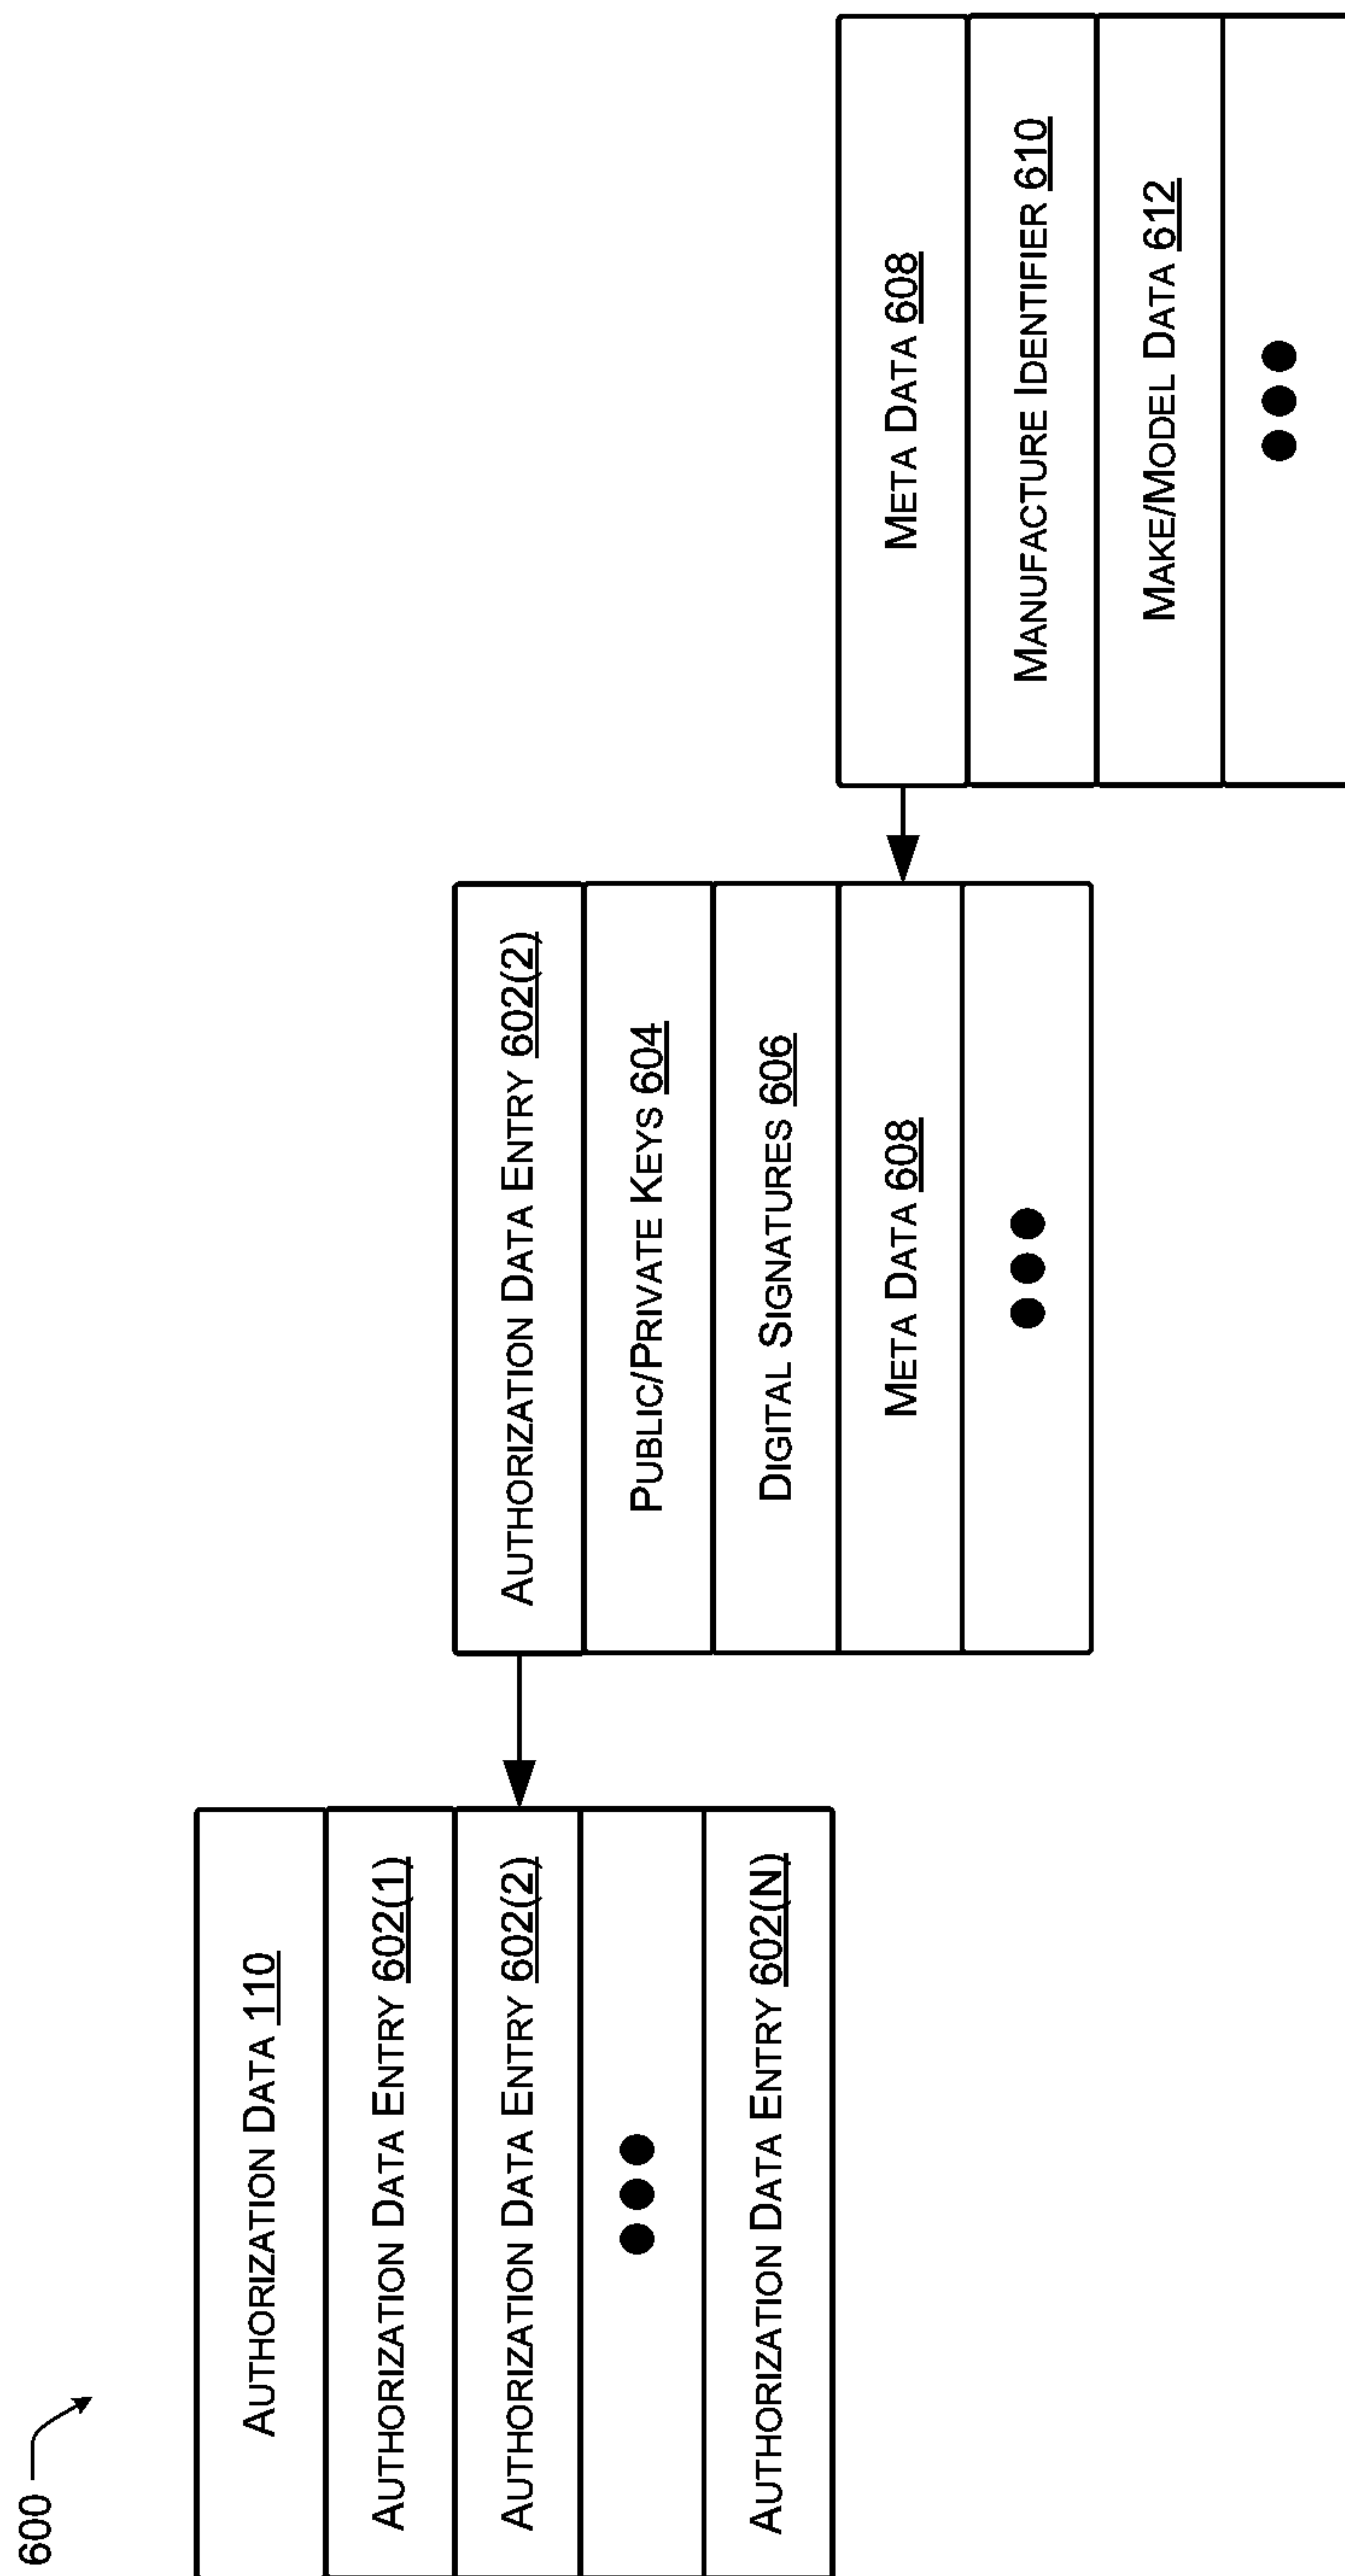 600
AUTHORIZATION DATA 110
AUTHORIZATION DATA ENTRY 602(1)
AUTHORIZATION DATA ENTRY 602(2)
AUTHORIZATION DATA ENTRY 602(N)
AUTHORIZATION DATA ENTRY 602(2)
PUBLIC/PRIVATE KEYS 604
DIGITAL SIGNATURES 606
META DATA 608
META DATA 608
MANUFACTURE IDENTIFIER 610
MAKE/MODEL DATA 612